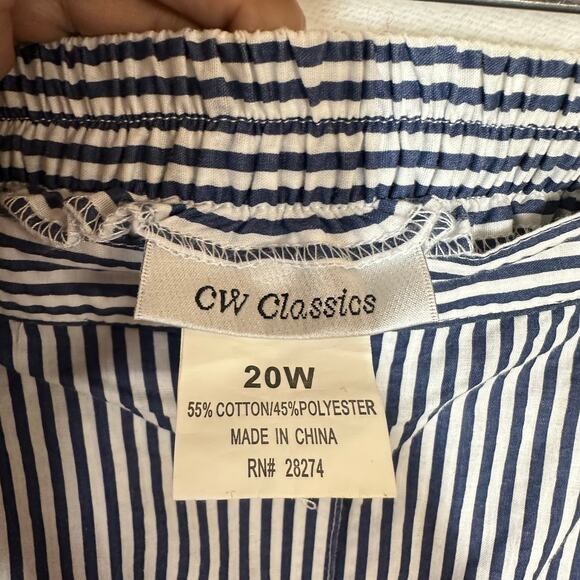 CW Classics
20W
55% COTTON/45%POLYESTER
MADE IN CHINA
RN# 28274